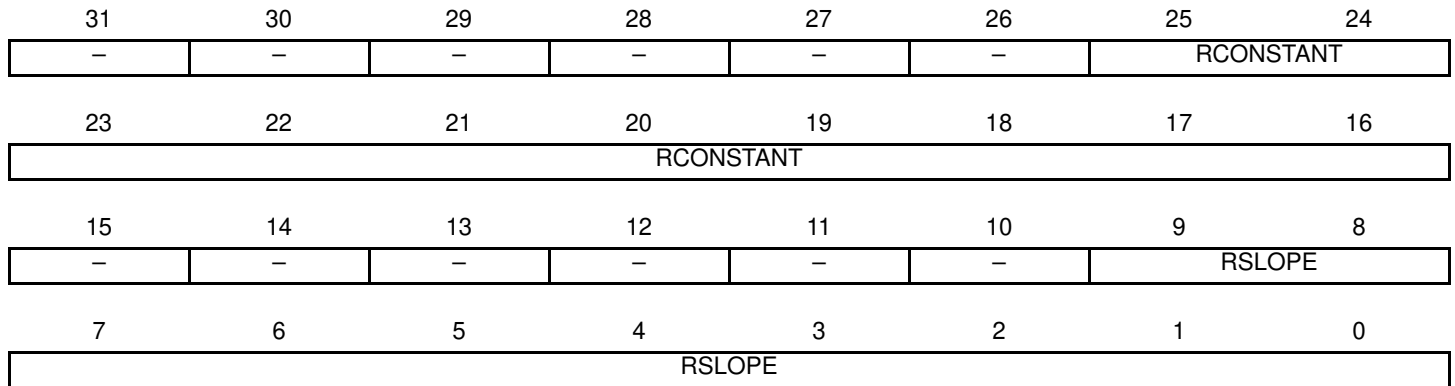 31 30 29 28 27 26 25 24
– – – – – – RCONSTANT
23 22 21 20 19 18 17 16
RCONSTANT
15 14 13 12 11 10 9 8
– – – – – – RSLOPE
7 6 5 4 3 2 1 0
RSLOPE